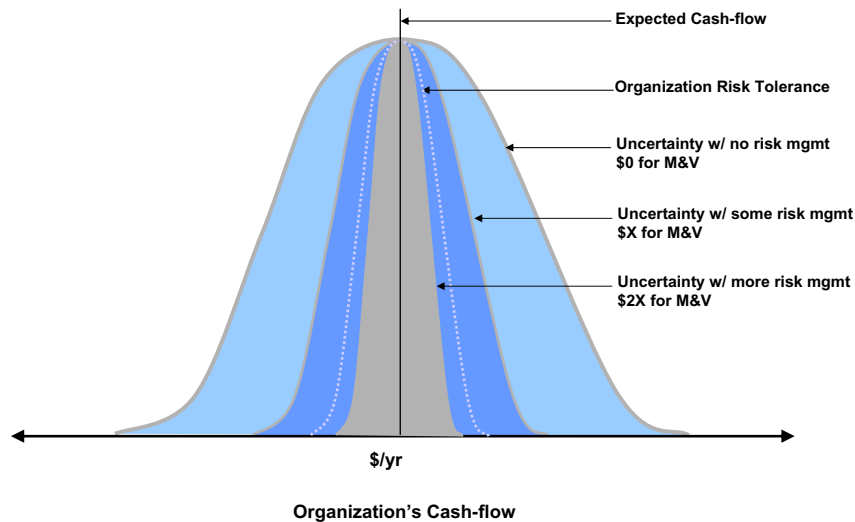 Expected Cash-flow
Organization Risk Tolerance
Uncertainty w/ no risk mgmt
$0 for M&V
Uncertainty w/ some risk mgmt
$X for M&V
Uncertainty w/ more risk mgmt
$2X for M&V
$/yr
Organization’s Cash-flow